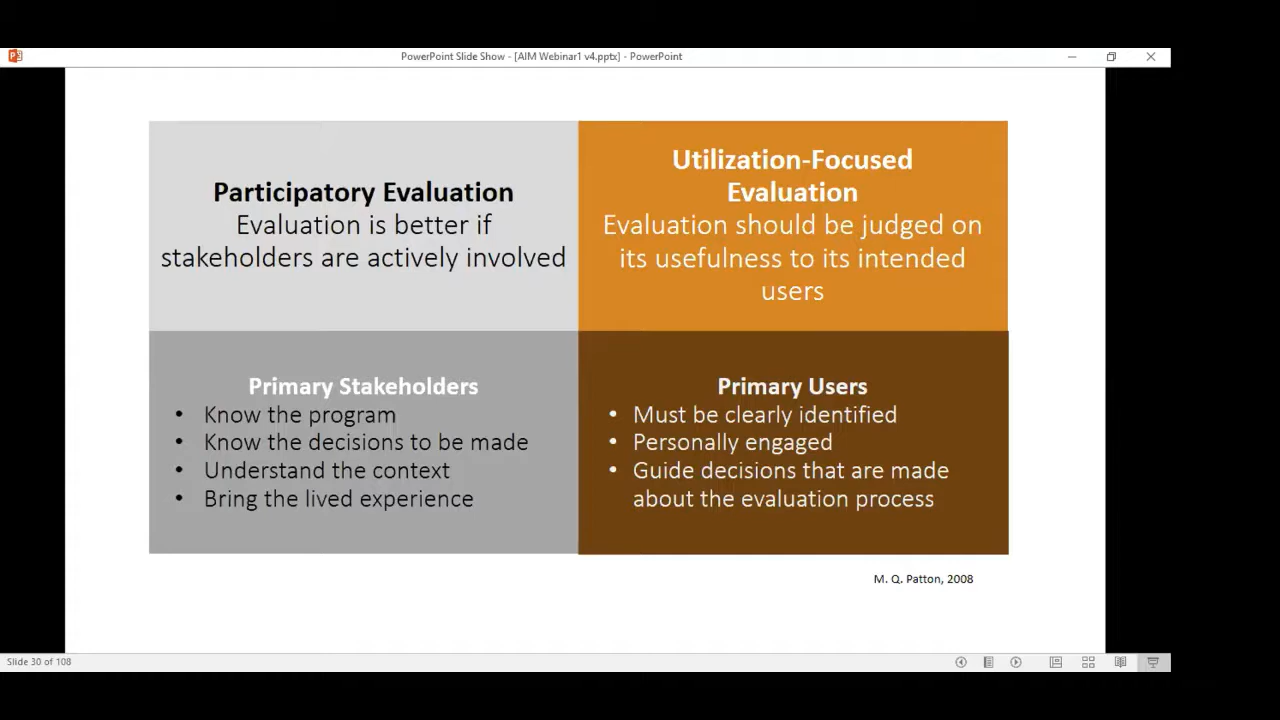 PowerPoint Slide Show - [AIM Webinar1 v4.pptx] - PowerPoint
Participatory Evaluation
Evaluation is better if
stakeholders are actively involved
Utilization-Focused
Evaluation
Evaluation should be judged on
its usefulness to its intended
users
Primary Stakeholders
• Know the program
• Know the decisions to be made
• Understand the context
• Bring the lived experience
Primary Users
• Must be clearly identified
• Personally engaged
• Guide decisions that are made
about the evaluation process
M. Q. Patton, 2008
Slide 30 of 108